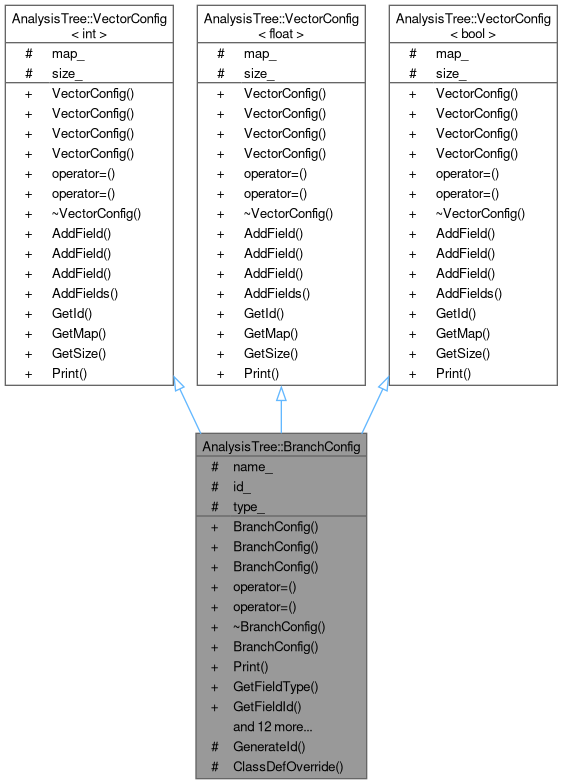 AnalysisTree::VectorConfig
< int >
# map_
# size_
+ VectorConfig()
+ VectorConfig()
+ VectorConfig()
+ VectorConfig()
+ operator=()
+ operator=()
+ ~VectorConfig()
+ AddField()
+ AddField()
+ AddField()
+ AddFields()
+ GetId()
+ GetMap()
+ GetSize()
+ Print()
AnalysisTree::VectorConfig
< float >
# map_
# size_
+ VectorConfig()
+ VectorConfig()
+ VectorConfig()
+ VectorConfig()
+ operator=()
+ operator=()
+ ~VectorConfig()
+ AddField()
+ AddField()
+ AddField()
+ AddFields()
+ GetId()
+ GetMap()
+ GetSize()
+ Print()
AnalysisTree::VectorConfig
< bool >
# map_
# size_
+ VectorConfig()
+ VectorConfig()
+ VectorConfig()
+ VectorConfig()
+ operator=()
+ operator=()
+ ~VectorConfig()
+ AddField()
+ AddField()
+ AddField()
+ AddFields()
+ GetId()
+ GetMap()
+ GetSize()
+ Print()
AnalysisTree::BranchConfig
# name_
# id_
# type_
+ BranchConfig()
+ BranchConfig()
+ BranchConfig()
+ operator=()
+ operator=()
+ ~BranchConfig()
+ BranchConfig()
+ Print()
+ GetFieldType()
+ GetFieldId()
and 12 more...
# GenerateId()
# ClassDefOverride()